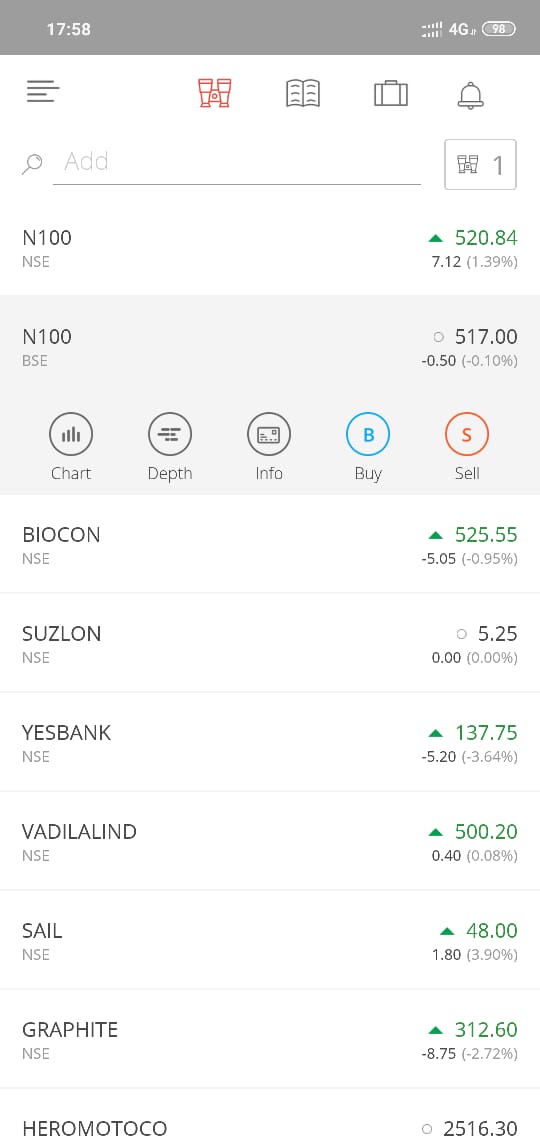 17:58 4G 98
Add 1
N100 520.84
NSE 7.12 (1.39%)
N100 517.00
BSE -0.50 (-0.10%)
B S
Chart Depth Info Buy Sell
BIOCON 525.55
NSE -5.05 (-0.95%)
SUZLON 5.25
NSE 0.00 (0.00%)
YESBANK 137.75
NSE -5.20 (-3.64%)
VADILALIND 500.20
NSE 0.40 (0.08%)
SAIL 48.00
NSE 1.80 (3.90%)
GRAPHITE 312.60
NSE -8.75 (-2.72%)
HEROMOTOCO 2516.30